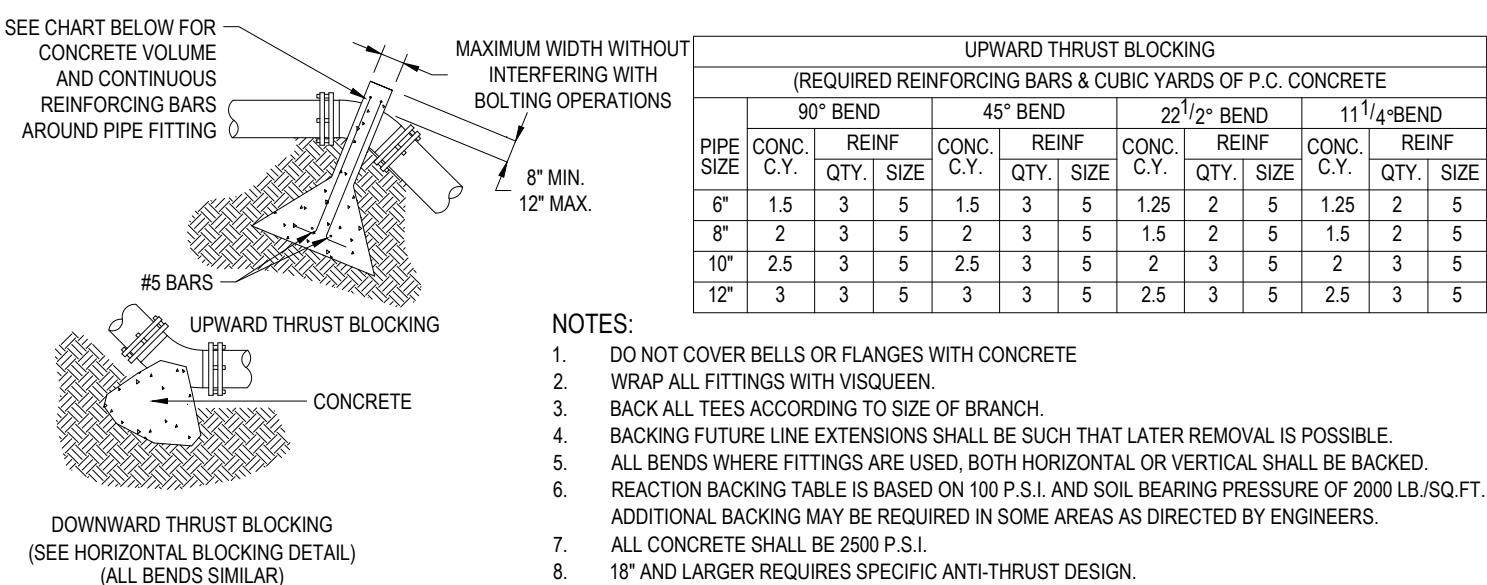 SEE CHART BELOW FOR
CONCRETE VOLUME
AND CONTINUOUS
REINFORCING BARS
AROUND PIPE FITTING
MAXIMUM WIDTH WITHOUT
INTERFERING WITH
BOLTING OPERATIONS
8" MIN.
12" MAX.
#5 BARS
UPWARD THRUST BLOCKING
CONCRETE
DOWNWARD THRUST BLOCKING
(SEE HORIZONTAL BLOCKING DETAIL)
(ALL BENDS SIMILAR)
UPWARD THRUST BLOCKING
(REQUIRED REINFORCING BARS & CUBIC YARDS OF P.C. CONCRETE
90° BEND 45° BEND 22 1/2° BEND 11 1/4°BEND
PIPE SIZE CONC. C.Y. REINF CONC. C.Y. REINF CONC. C.Y. REINF CONC. C.Y. REINF
QTY. SIZE QTY. SIZE QTY. SIZE QTY. SIZE
6" 1.5 3 5 1.5 3 5 1.25 2 5 1.25 2 5
8" 2 3 5 2 3 5 1.5 2 5 1.5 2 5
10" 2.5 3 5 2.5 3 5 2 3 5 2 3 5
12" 3 3 5 3 3 5 2.5 3 5 2.5 3 5
NOTES:
1. DO NOT COVER BELLS OR FLANGES WITH CONCRETE
2. WRAP ALL FITTINGS WITH VISQUEEN.
3. BACK ALL TEES ACCORDING TO SIZE OF BRANCH.
4. BACKING FUTURE LINE EXTENSIONS SHALL BE SUCH THAT LATER REMOVAL IS POSSIBLE.
5. ALL BENDS WHERE FITTINGS ARE USED, BOTH HORIZONTAL OR VERTICAL SHALL BE BACKED.
6. REACTION BACKING TABLE IS BASED ON 100 P.S.I. AND SOIL BEARING PRESSURE OF 2000 LB./SQ.FT.
ADDITIONAL BACKING MAY BE REQUIRED IN SOME AREAS AS DIRECTED BY ENGINEERS.
7. ALL CONCRETE SHALL BE 2500 P.S.I.
8. 18" AND LARGER REQUIRES SPECIFIC ANTI-THRUST DESIGN.